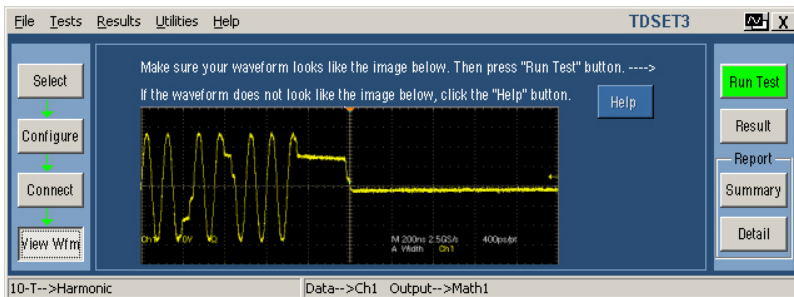 File Tests Results Utilities Help TDSET3 X
Make sure your waveform looks like the image below. Then press "Run Test" button. ---->
If the waveform does not look like the image below, click the "Help" button.
Help
Select
Configure
Connect
View Wfm
Run Test
Result
Report
Summary
Detail
Ch1
M 200ns 2.5GS/s 400ps/pt
A Width Ch1
10-T-->Harmonic Data-->Ch1 Output-->Math1